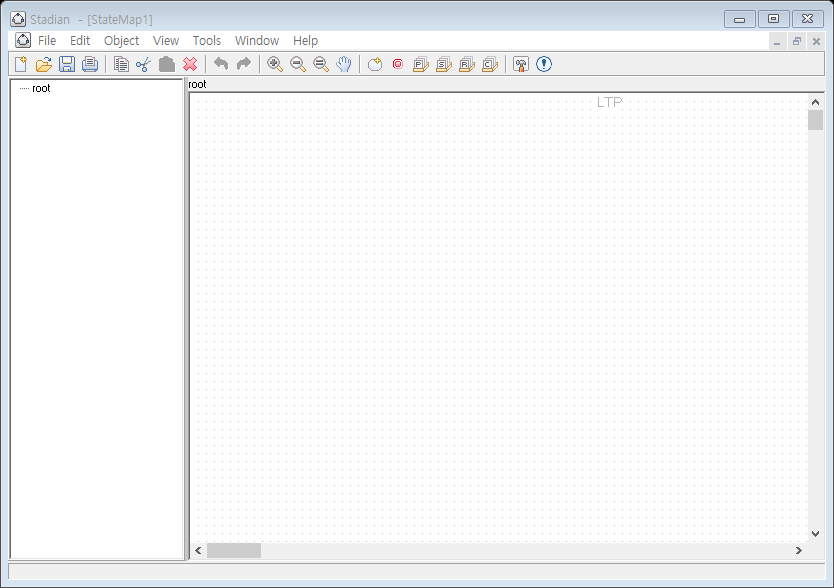 Stadian - [StateMap1]
File Edit Object View Tools Window Help
P S R C
root
root
LTP